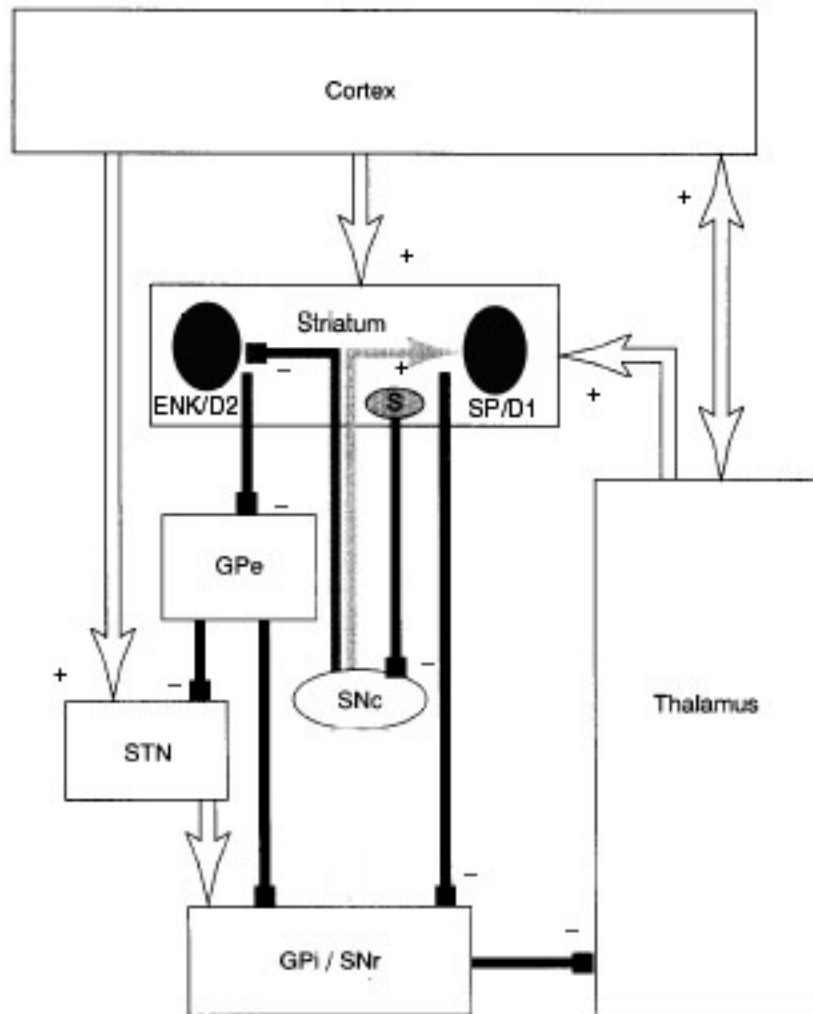 Cortex
+
+
Striatum
+
−
ENK/D2
S
SP/D1
+
−
GPe
−
+
−
SNc
Thalamus
STN
−
−
GPi / SNr